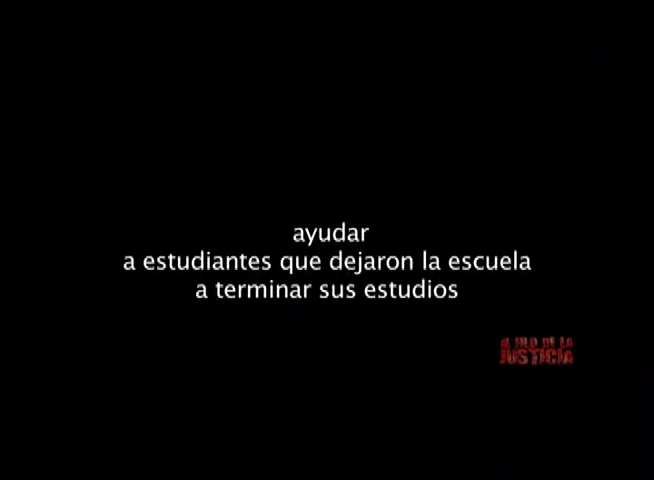 ayudar
a estudiantes que dejaron la escuela
a terminar sus estudios
AL FILO DE LA
JUSTICIA